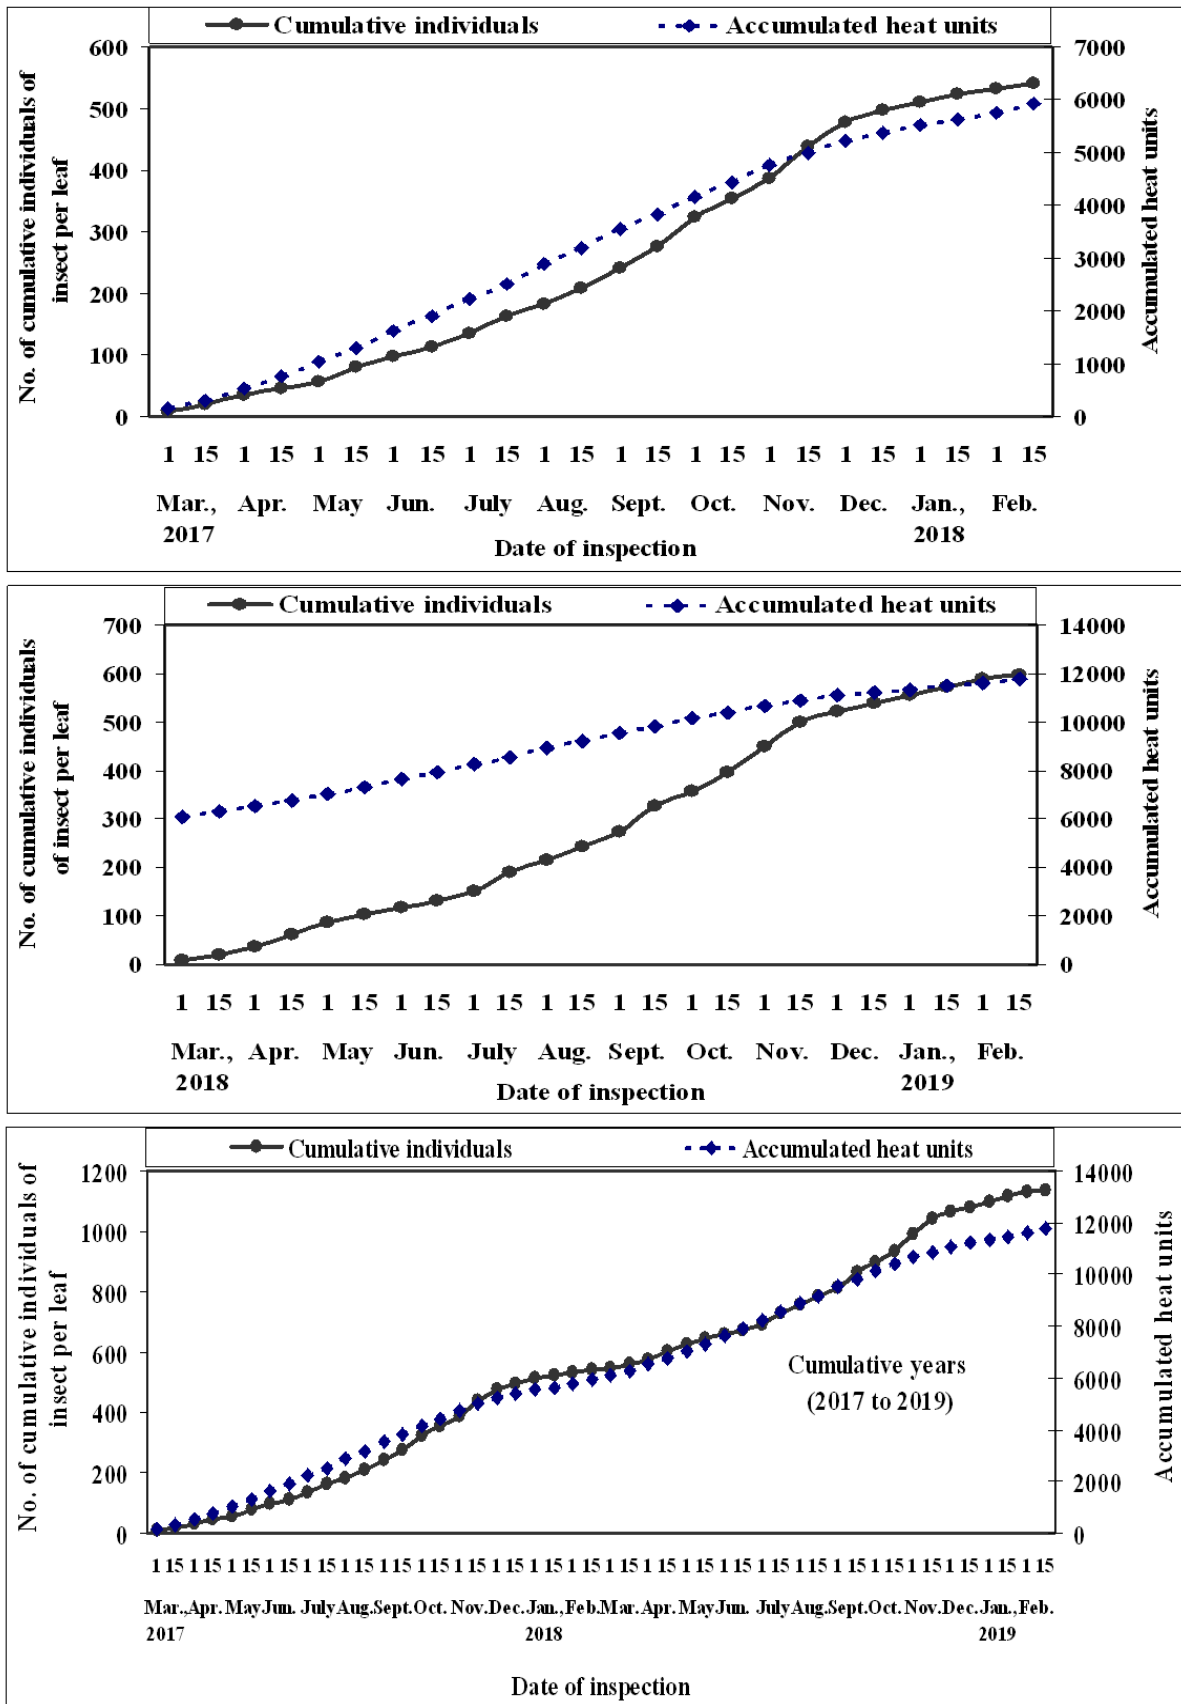 Cumulative individuals
Accumulated heat units
No. of cumulative individuals of
insect per leaf
600
500
400
300
200
100
0
7000
6000
5000
4000
3000
2000
1000
0
Accumulated heat units
1 15 1 15 1 15 1 15 1 15 1 15 1 15 1 15 1 15 1 15 1 15 1 15
Mar., Apr. May Jun. July Aug. Sept. Oct. Nov. Dec. Jan., Feb.
2017 2018
Date of inspection
Cumulative individuals
Accumulated heat units
No. of cumulative individuals
of insect per leaf
700
600
500
400
300
200
100
0
14000
12000
10000
8000
6000
4000
2000
0
Accumulated heat units
1 15 1 15 1 15 1 15 1 15 1 15 1 15 1 15 1 15 1 15 1 15 1 15
Mar., Apr. May Jun. July Aug. Sept. Oct. Nov. Dec. Jan., Feb.
2018 2019
Date of inspection
Cumulative individuals
Accumulated heat units
No. of cumulative individuals of
insect per leaf
1200
1000
800
600
400
200
0
14000
12000
10000
8000
6000
4000
2000
0
Accumulated heat units
Cumulative years
(2017 to 2019)
1 15 1 15 1 15 1 15 1 15 1 15 1 15 1 15 1 15 1 15 1 15 1 15 1 15 1 15 1 15 1 15 1 15 1 15 1 15 1 15 1 15 1 15 1 15 1 15
Mar., Apr. May Jun. July Aug. Sept. Oct. Nov. Dec. Jan., Feb. Mar. Apr. May Jun. July Aug. Sept. Oct. Nov. Dec. Jan., Feb.
2017 2018 2019
Date of inspection